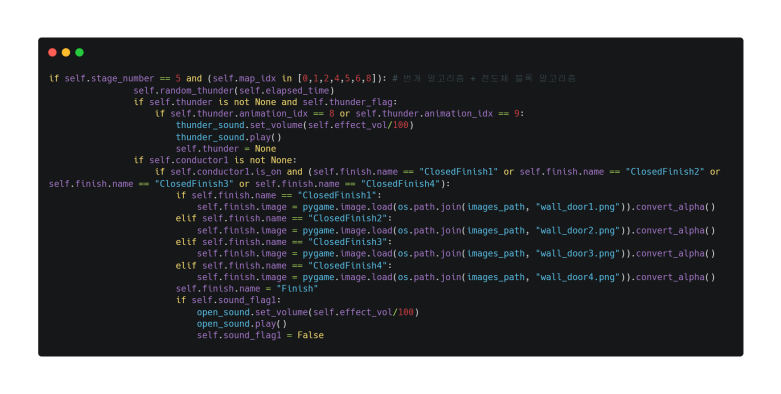 if self.stage_number == 5 and (self.map_idx in [0,1,2,4,5,6,8]): # 번개 알고리즘 + 전도체 블록 알고리즘
self.random_thunder(self.elapsed_time)
if self.thunder is not None and self.thunder_flag:
if self.thunder.animation_idx == 8 or self.thunder.animation_idx == 9:
thunder_sound.set_volume(self.effect_vol/100)
thunder_sound.play()
self.thunder = None
if self.conductor1 is not None:
if self.conductor1.is_on and (self.finish.name == "ClosedFinish1" or self.finish.name == "ClosedFinish2" or
self.finish.name == "ClosedFinish3" or self.finish.name == "ClosedFinish4"):
if self.finish.name == "ClosedFinish1":
self.finish.image = pygame.image.load(os.path.join(images_path, "wall_door1.png")).convert_alpha()
elif self.finish.name == "ClosedFinish2":
self.finish.image = pygame.image.load(os.path.join(images_path, "wall_door2.png")).convert_alpha()
elif self.finish.name == "ClosedFinish3":
self.finish.image = pygame.image.load(os.path.join(images_path, "wall_door3.png")).convert_alpha()
elif self.finish.name == "ClosedFinish4":
self.finish.image = pygame.image.load(os.path.join(images_path, "wall_door4.png")).convert_alpha()
self.finish.name = "Finish"
if self.sound_flag1:
open_sound.set_volume(self.effect_vol/100)
open_sound.play()
self.sound_flag1 = False